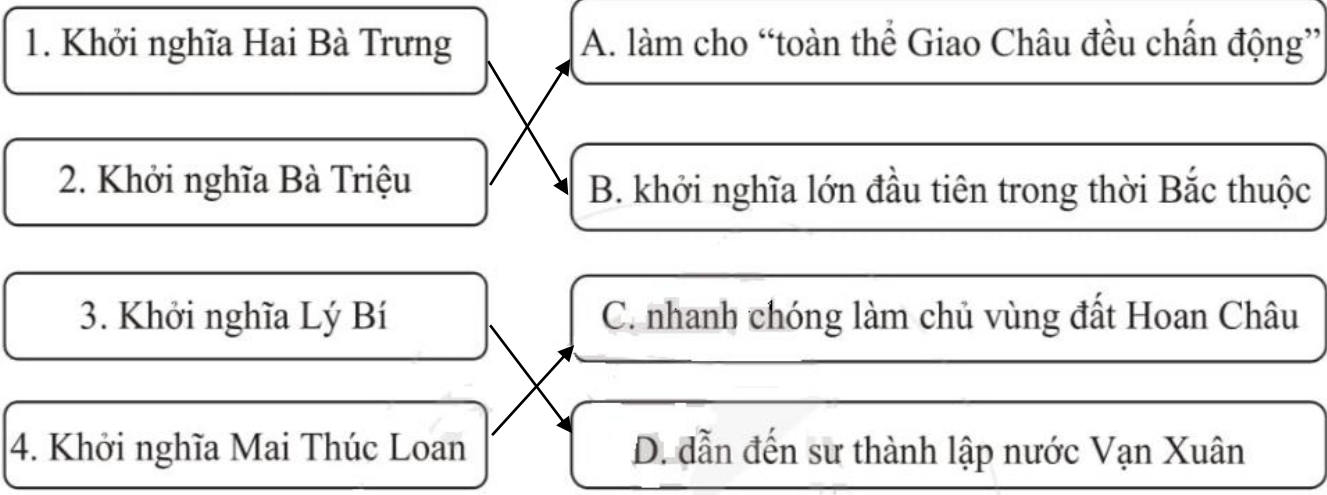 1. Khởi nghĩa Hai Bà Trưng
A. làm cho “toàn thể Giao Châu đều chấn động”
2. Khởi nghĩa Bà Triệu
B. khởi nghĩa lớn đầu tiên trong thời Bắc thuộc
3. Khởi nghĩa Lý Bí
C. nhanh chóng làm chủ vùng đất Hoan Châu
4. Khởi nghĩa Mai Thúc Loan
D. dẫn đến sư thành lập nước Vạn Xuân